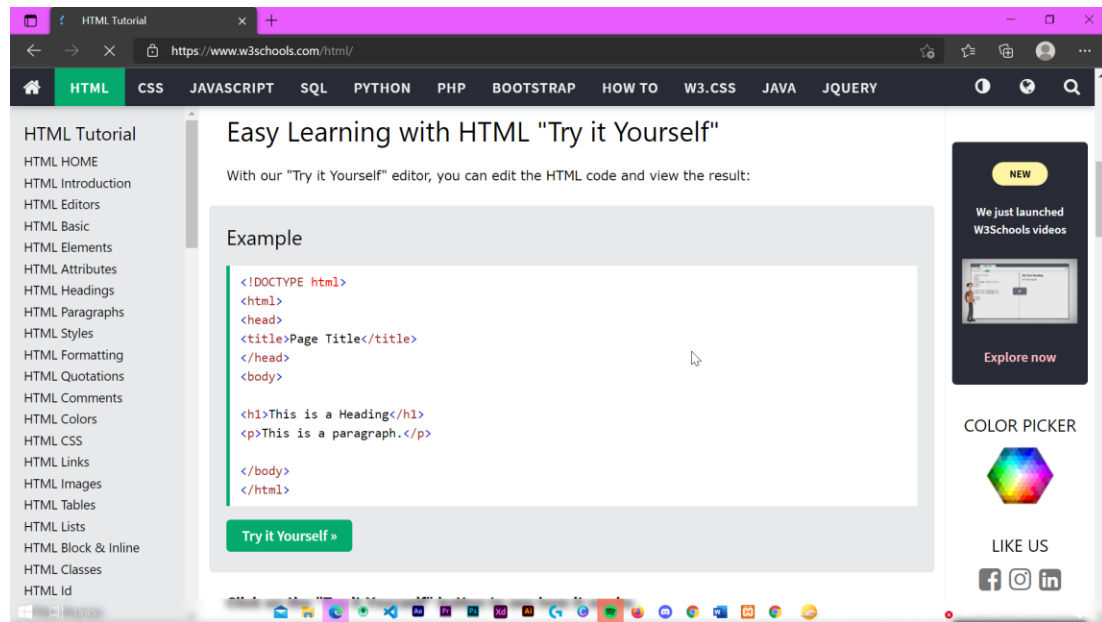 HTML Tutorial
https://www.w3schools.com/html/
HTML CSS JAVASCRIPT SQL PYTHON PHP BOOTSTRAP HOW TO W3.CSS JAVA JQUERY
HTML Tutorial
HTML HOME
HTML Introduction
HTML Editors
HTML Basic
HTML Elements
HTML Attributes
HTML Headings
HTML Paragraphs
HTML Styles
HTML Formatting
HTML Quotations
HTML Comments
HTML Colors
HTML CSS
HTML Links
HTML Images
HTML Tables
HTML Lists
HTML Block & Inline
HTML Classes
HTML Id
Easy Learning with HTML "Try it Yourself"
With our "Try it Yourself" editor, you can edit the HTML code and view the result:
Example
<!DOCTYPE html>
<html>
<head>
<title>Page Title</title>
</head>
<body>
<h1>This is a Heading</h1>
<p>This is a paragraph.</p>
</body>
</html>
Try it Yourself »
NEW
We just launched
W3Schools videos
Explore now
COLOR PICKER
LIKE US
Links